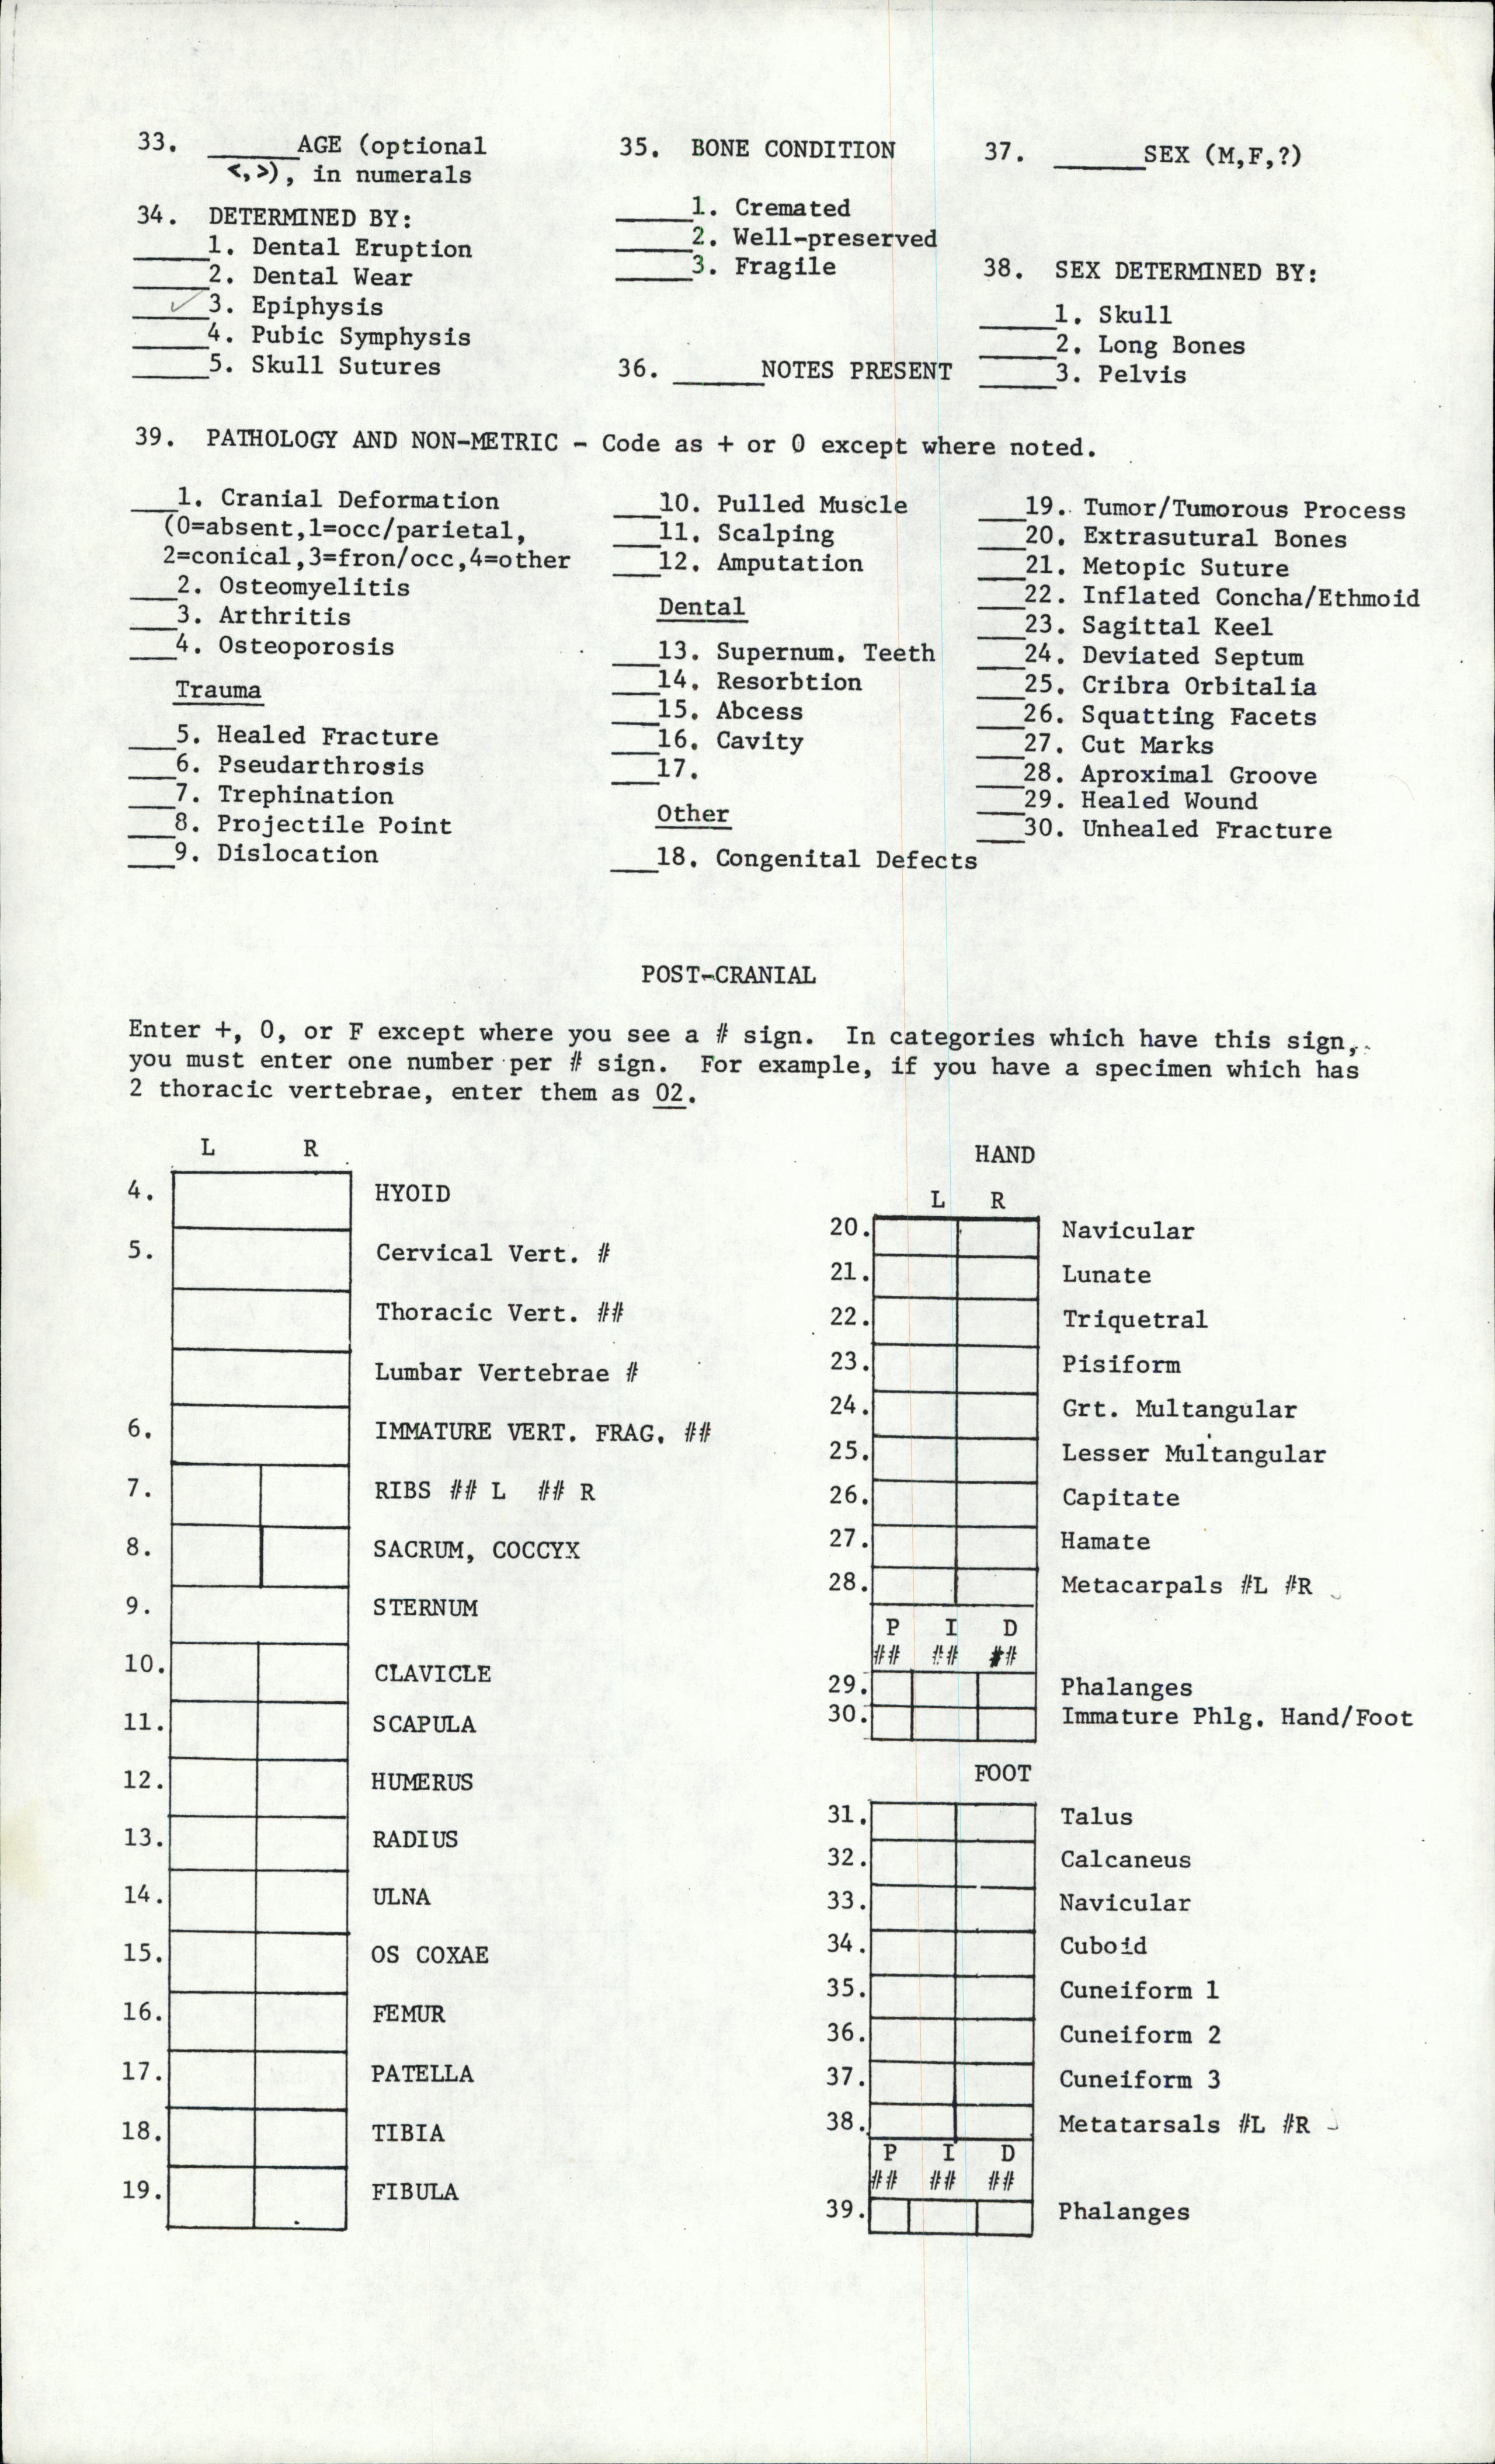 33. ______AGE (optional
<,>), in numerals
34. DETERMINED BY:
_____1. Dental Eruption
_____2. Dental Wear
__✓__3. Epiphysis
_____4. Pubic Symphysis
_____5. Skull Sutures
35. BONE CONDITION
_____1. Cremated
_____2. Well-preserved
_____3. Fragile
36. ______NOTES PRESENT
37. ______SEX (M,F,?)
38. SEX DETERMINED BY:
_____1. Skull
_____2. Long Bones
_____3. Pelvis
39. PATHOLOGY AND NON-METRIC - Code as + or 0 except where noted.
___1. Cranial Deformation
(0=absent,1=occ/parietal,
2=conical,3=fron/occ,4=other
___2. Osteomyelitis
___3. Arthritis
___4. Osteoporosis
Trauma
___5. Healed Fracture
___6. Pseudarthrosis
___7. Trephination
___8. Projectile Point
___9. Dislocation
___10. Pulled Muscle
___11. Scalping
___12. Amputation
Dental
___13. Supernum. Teeth
___14. Resorbtion
___15. Abcess
___16. Cavity
___17.
Other
___18. Congenital Defects
___19. Tumor/Tumorous Process
___20. Extrasutural Bones
___21. Metopic Suture
___22. Inflated Concha/Ethmoid
___23. Sagittal Keel
___24. Deviated Septum
___25. Cribra Orbitalia
___26. Squatting Facets
___27. Cut Marks
___28. Aproximal Groove
___29. Healed Wound
___30. Unhealed Fracture
POST-CRANIAL
Enter +, 0, or F except where you see a # sign. In categories which have this sign,
you must enter one number per # sign. For example, if you have a specimen which has
2 thoracic vertebrae, enter them as 02.
L R
4. HYOID
5. Cervical Vert. #
Thoracic Vert. ##
Lumbar Vertebrae #
6. IMMATURE VERT. FRAG. ##
7. RIBS ## L ## R
8. SACRUM, COCCYX
9. STERNUM
10. CLAVICLE
11. SCAPULA
12. HUMERUS
13. RADIUS
14. ULNA
15. OS COXAE
16. FEMUR
17. PATELLA
18. TIBIA
19. FIBULA
HAND
L R
20. Navicular
21. Lunate
22. Triquetral
23. Pisiform
24. Grt. Multangular
25. Lesser Multangular
26. Capitate
27. Hamate
28. Metacarpals #L #R
P I D
## ## ##
29. Phalanges
30. Immature Phlg. Hand/Foot
FOOT
31. Talus
32. Calcaneus
33. Navicular
34. Cuboid
35. Cuneiform 1
36. Cuneiform 2
37. Cuneiform 3
38. Metatarsals #L #R
P I D
## ## ##
39. Phalanges